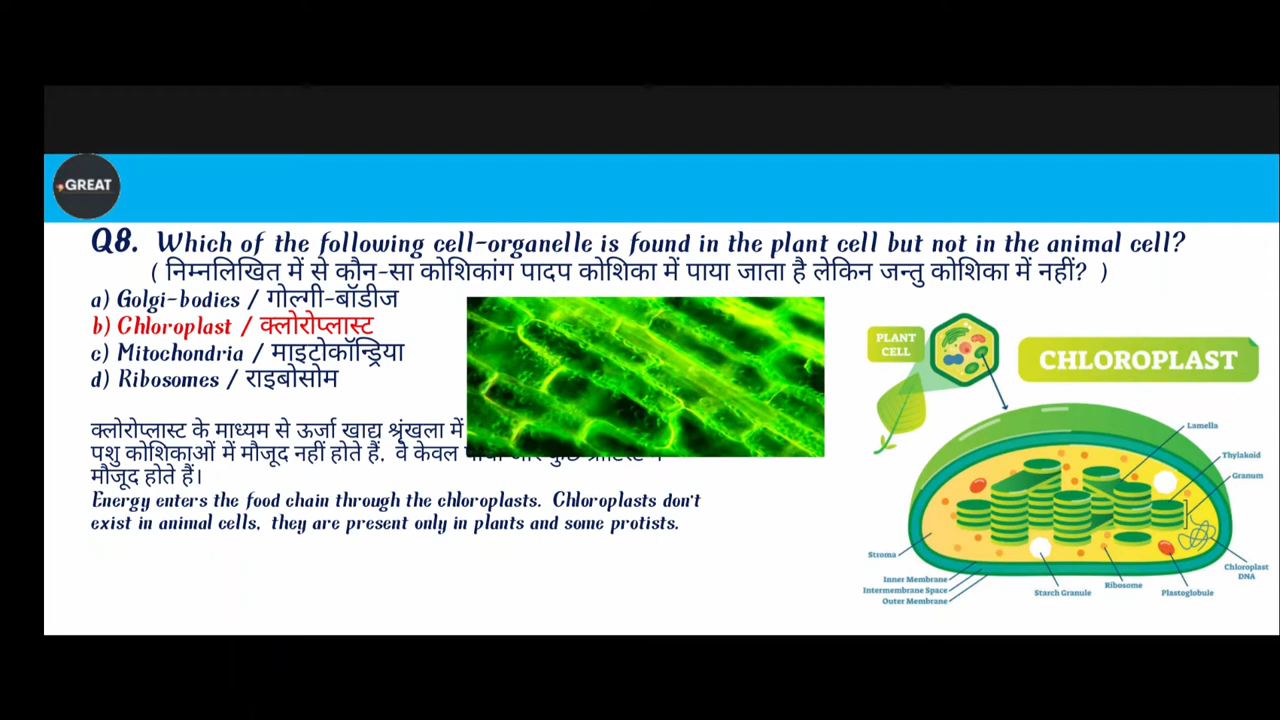 GREAT
Q8. Which of the following cell-organelle is found in the plant cell but not in the animal cell?
( निम्नलिखित में से कौन-सा कोशिकांग पादप कोशिका में पाया जाता है लेकिन जन्तु कोशिका में नहीं? )
a) Golgi-bodies / गोल्गी-बॉडीज
b) Chloroplast / क्लोरोप्लास्ट
c) Mitochondria / माइटोकॉन्ड्रिया
d) Ribosomes / राइबोसोम
क्लोरोप्लास्ट के माध्यम से ऊर्जा खाद्य श्रृंखला में
पशु कोशिकाओं में मौजूद नहीं होते हैं, वे केवल
मौजूद होते हैं।
Energy enters the food chain through the chloroplasts. Chloroplasts don't
exist in animal cells, they are present only in plants and some protists.
PLANT
CELL
CHLOROPLAST
Lamella
Thylakoid
Granum
Stroma
Inner Membrane
Intermembrane Space
Outer Membrane
Starch Granule
Ribosome
Plastoglobule
Chloroplast
DNA